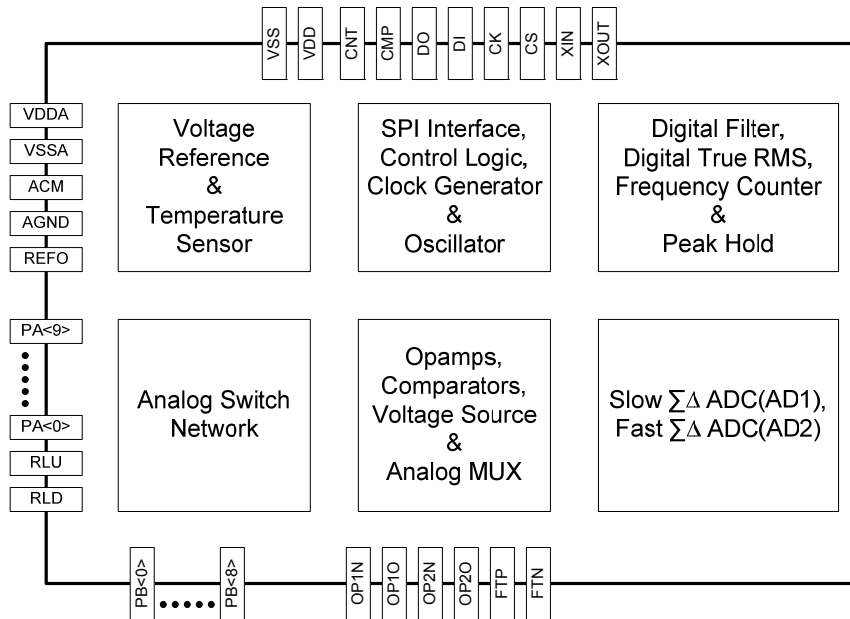 VSS
VDD
CNT
CMP
DO
DI
CK
CS
XIN
XOUT
VDDA
VSSA
ACM
AGND
REFO
Voltage
Reference
&
Temperature
Sensor
SPI Interface,
Control Logic,
Clock Generator
&
Oscillator
Digital Filter,
Digital True RMS,
Frequency Counter
&
Peak Hold
PA<9>
PA<0>
RLU
RLD
Analog Switch
Network
Opamps,
Comparators,
Voltage Source
&
Analog MUX
Slow ∑∆ ADC(AD1),
Fast ∑∆ ADC(AD2)
PB<0>
PB<8>
OP1N
OP1O
OP2N
OP2O
FTP
FTN